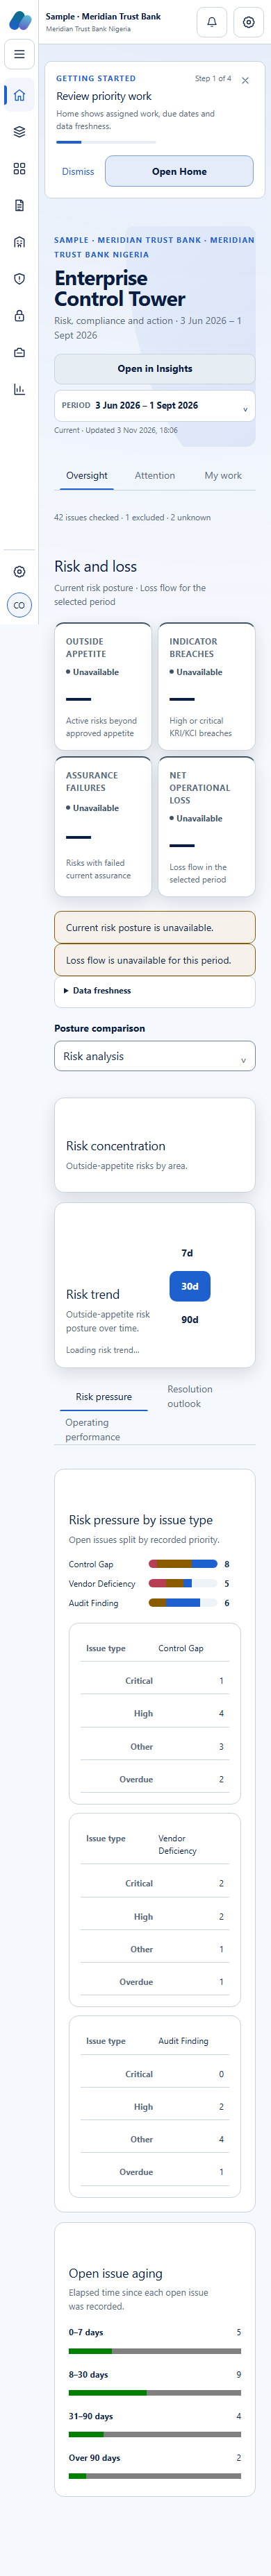 Sample · Meridian Trust Bank
Meridian Trust Bank Nigeria
GETTING STARTED
Step 1 of 4
Review priority work
Home shows assigned work, due dates and
data freshness.
Dismiss
Open Home
SAMPLE · MERIDIAN TRUST BANK · MERIDIAN
TRUST BANK NIGERIA
Enterprise
Control Tower
Risk, compliance and action · 3 Jun 2026 – 1
Sept 2026
Open in Insights
PERIOD 3 Jun 2026 – 1 Sept 2026
Current · Updated 3 Nov 2026, 18:06
Oversight
Attention
My work
42 issues checked · 1 excluded · 2 unknown
CO
Risk and loss
Current risk posture · Loss flow for the
selected period
OUTSIDE
APPETITE
Unavailable
—
Active risks beyond
approved appetite
INDICATOR
BREACHES
Unavailable
—
High or critical
KRI/KCI breaches
ASSURANCE
FAILURES
Unavailable
—
Risks with failed
current assurance
NET
OPERATIONAL
LOSS
Unavailable
—
Loss flow in the
selected period
Current risk posture is unavailable.
Loss flow is unavailable for this period.
Data freshness
Posture comparison
Risk analysis
Risk concentration
Outside-appetite risks by area.
Risk trend
Outside-appetite risk
posture over time.
7d
30d
90d
Loading risk trend...
Risk pressure
Resolution
outlook
Operating
performance
Risk pressure by issue type
Open issues split by recorded priority.
Control Gap 8
Vendor Deficiency 5
Audit Finding 6
Issue type Control Gap
Critical 1
High 4
Other 3
Overdue 2
Issue type Vendor
Deficiency
Critical 2
High 2
Other 1
Overdue 1
Issue type Audit Finding
Critical 0
High 2
Other 4
Overdue 1
Open issue aging
Elapsed time since each open issue
was recorded.
0–7 days 5
8–30 days 9
31–90 days 4
Over 90 days 2